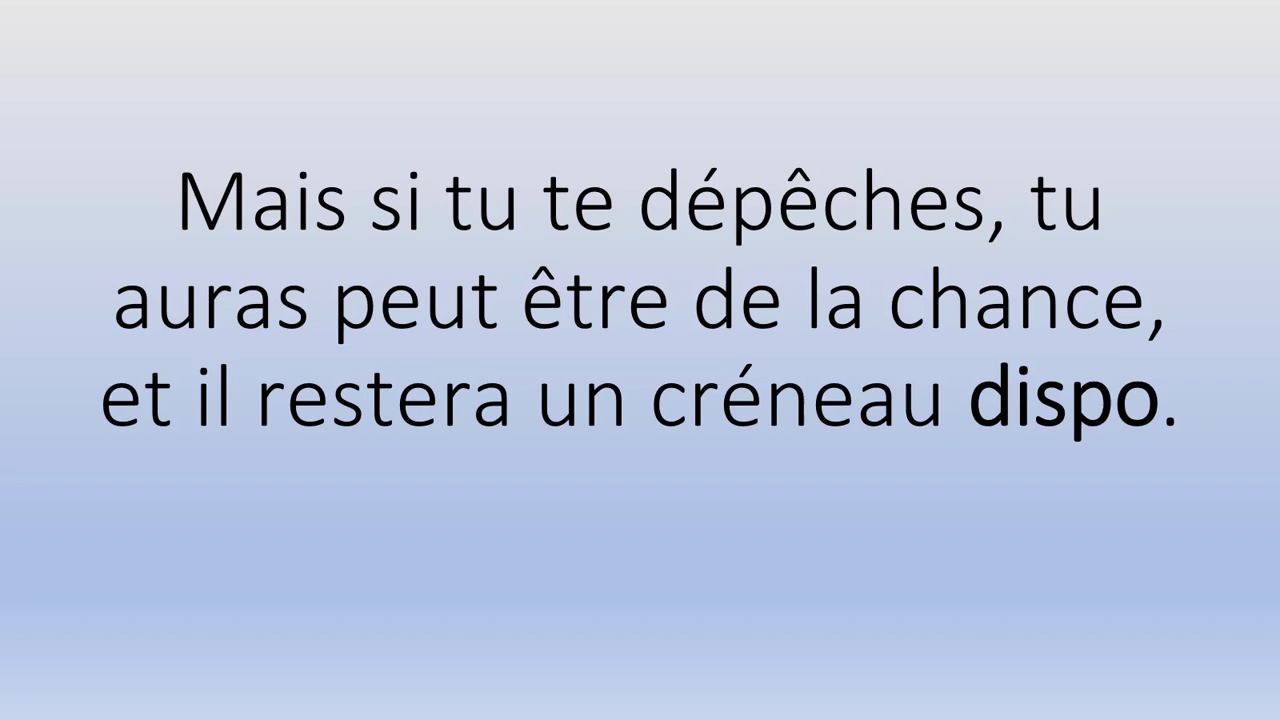 Mais si tu te dépêches, tu
auras peut être de la chance,
et il restera un créneau dispo.